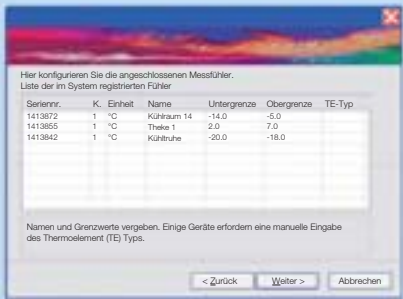 Hier konfigurieren Sie die angeschlossenen Messfühler.
Liste der im System registrierten Fühler
Seriennr. K. Einheit Name Untergrenze Obergrenze TE-Typ
1413872 1 °C Kühlraum 14 -14.0 -5.0
1413855 1 °C Theke 1 2.0 7.0
1413842 1 °C Kühltruhe -20.0 -18.0
Namen und Grenzwerte vergeben. Einige Geräte erfordern eine manuelle Eingabe
des Thermoelement (TE) Typs.
< Zurück Weiter > Abbrechen